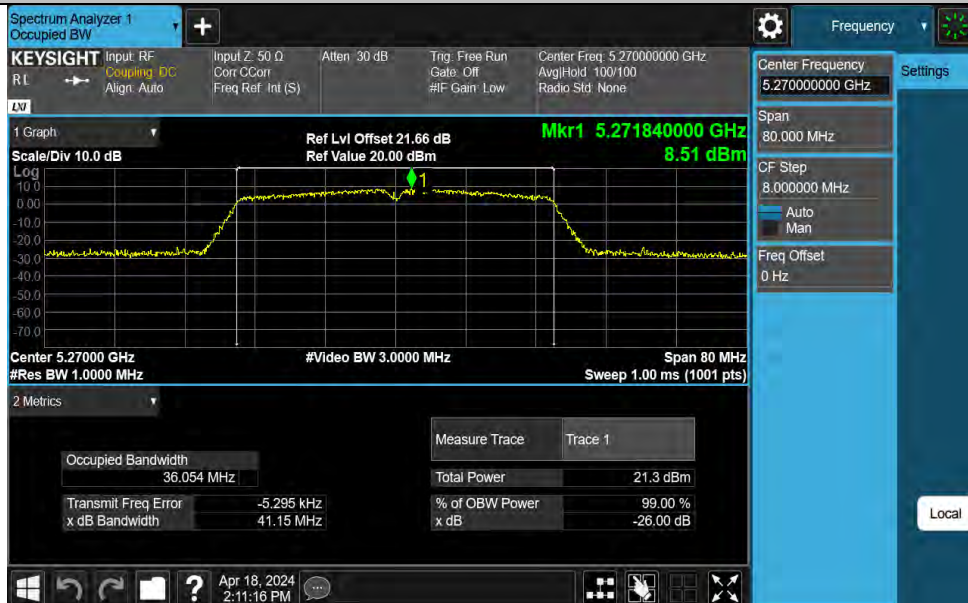 Spectrum Analyzer 1
Occupied BW
Frequency
KEYSIGHT
Input: RF
Coupling: DC
Align: Auto
Input Z: 50 Ω
Corr CCorr
Freq Ref: Int (S)
Atten: 30 dB
Trig: Free Run
Gate: Off
#IF Gain: Low
Center Freq: 5.270000000 GHz
Avg|Hold: 100/100
Radio Std: None
LXI
Center Frequency
5.270000000 GHz
Settings
Span
80.000 MHz
CF Step
8.000000 MHz
Auto
Man
Freq Offset
0 Hz
1 Graph
Scale/Div 10.0 dB
Ref Lvl Offset 21.66 dB
Ref Value 20.00 dBm
Mkr1 5.271840000 GHz
8.51 dBm
Log
10.0
0.00
-10.0
-20.0
-30.0
-40.0
-50.0
-60.0
-70.0
1
Center 5.27000 GHz
#Video BW 3.0000 MHz
Span 80 MHz
#Res BW 1.0000 MHz
Sweep 1.00 ms (1001 pts)
2 Metrics
Measure Trace
Trace 1
Occupied Bandwidth
36.054 MHz
Total Power
21.3 dBm
Transmit Freq Error
-5.295 kHz
% of OBW Power
99.00 %
x dB Bandwidth
41.15 MHz
x dB
-26.00 dB
Local
?
Apr 18, 2024
2:11:16 PM